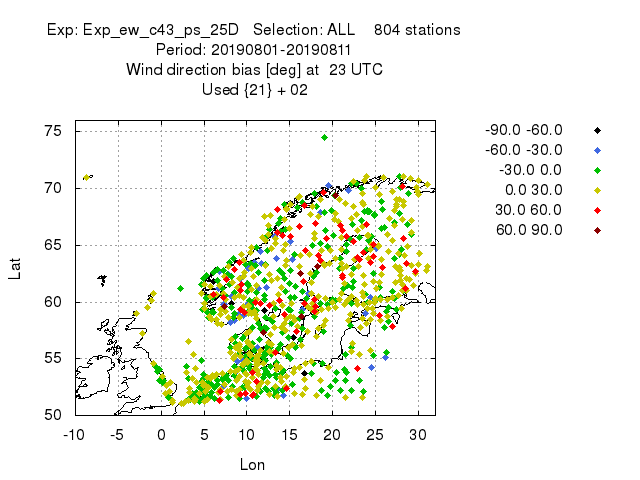 Exp: Exp_ew_c43_ps_25D Selection: ALL 804 stations
Period: 20190801-20190811
Wind direction bias [deg] at 23 UTC
Used {21} + 02
-90.0 -60.0
-60.0 -30.0
-30.0 0.0
0.0 30.0
30.0 60.0
60.0 90.0
75
70
65
60
55
50
Lat
-10 -5 0 5 10 15 20 25 30
Lon